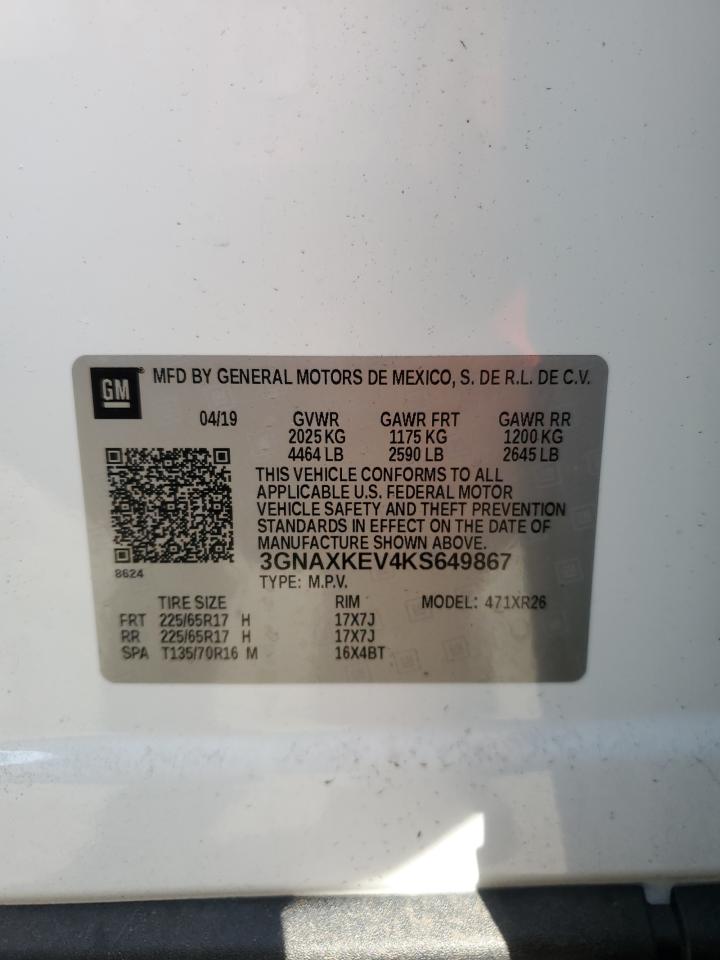 GM ® MFD BY GENERAL MOTORS DE MEXICO, S. DE R.L. DE C.V.
04/19 GVWR GAWR FRT GAWR RR
2025 KG 1175 KG 1200 KG
4464 LB 2590 LB 2645 LB
THIS VEHICLE CONFORMS TO ALL
APPLICABLE U.S. FEDERAL MOTOR
VEHICLE SAFETY AND THEFT PREVENTION
STANDARDS IN EFFECT ON THE DATE OF
MANUFACTURE SHOWN ABOVE.
3GNAXKEV4KS649867
8624
TYPE: M.P.V.
TIRE SIZE RIM MODEL: 471XR26
FRT 225/65R17 H 17X7J
RR 225/65R17 H 17X7J
SPA T135/70R16 M 16X4BT